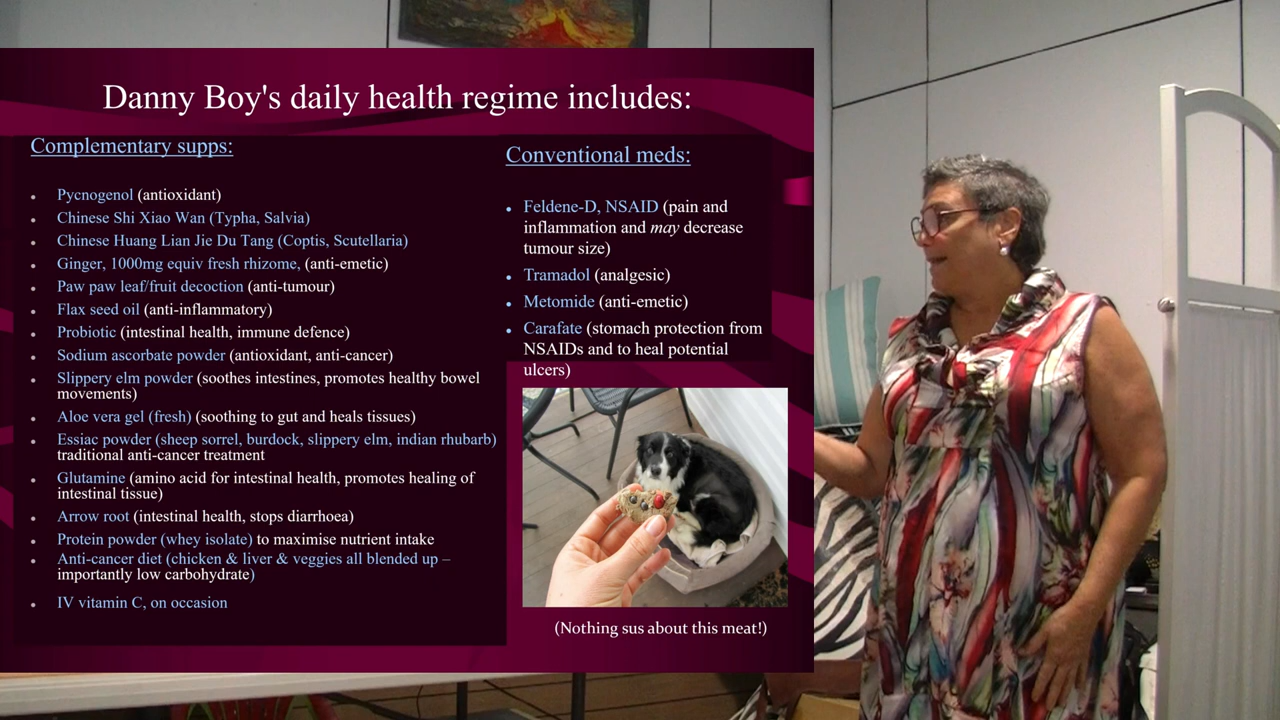 Danny Boy's daily health regime includes:
Complementary supps:
Pycnogenol (antioxidant)
Chinese Shi Xiao Wan (Typha, Salvia)
Chinese Huang Lian Jie Du Tang (Coptis, Scutellaria)
Ginger, 1000mg equiv fresh rhizome, (anti-emetic)
Paw paw leaf/fruit decoction (anti-tumour)
Flax seed oil (anti-inflammatory)
Probiotic (intestinal health, immune defence)
Sodium ascorbate powder (antioxidant, anti-cancer)
Slippery elm powder (soothes intestines, promotes healthy bowel
movements)
Aloe vera gel (fresh) (soothing to gut and heals tissues)
Essiac powder (sheep sorrel, burdock, slippery elm, indian rhubarb)
traditional anti-cancer treatment
Glutamine (amino acid for intestinal health, promotes healing of
intestinal tissue)
Arrow root (intestinal health, stops diarrhoea)
Protein powder (whey isolate) to maximise nutrient intake
Anti-cancer diet (chicken & liver & veggies all blended up –
importantly low carbohydrate)
IV vitamin C, on occasion
Conventional meds:
Feldene-D, NSAID (pain and
inflammation and may decrease
tumour size)
Tramadol (analgesic)
Metomide (anti-emetic)
Carafate (stomach protection from
NSAIDs and to heal potential
ulcers)
(Nothing sus about this meat!)